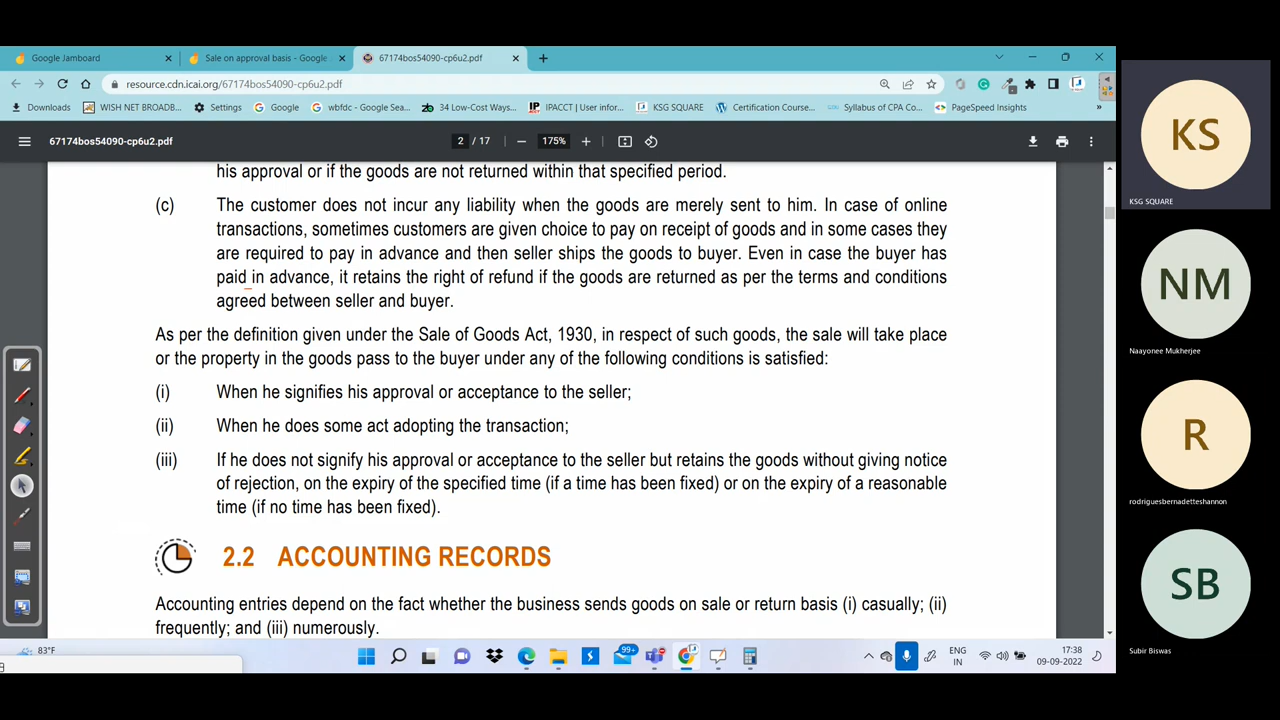 Google Jamboard
Sale on approval basis - Google
67174bos54090-cp6u2.pdf
resource.cdn.icai.org/67174bos54090-cp6u2.pdf
Downloads
WISH NET BROADB...
Settings
Google
wbfdc - Google Sea...
34 Low-Cost Ways...
IPACCT | User infor...
KSG SQUARE
Certification Course...
Syllabus of CPA Co...
PageSpeed Insights
67174bos54090-cp6u2.pdf
2 / 17
175%
his approval or if the goods are not returned within that specified period.
(c) The customer does not incur any liability when the goods are merely sent to him. In case of online
transactions, sometimes customers are given choice to pay on receipt of goods and in some cases they
are required to pay in advance and then seller ships the goods to buyer. Even in case the buyer has
paid in advance, it retains the right of refund if the goods are returned as per the terms and conditions
agreed between seller and buyer.
As per the definition given under the Sale of Goods Act, 1930, in respect of such goods, the sale will take place
or the property in the goods pass to the buyer under any of the following conditions is satisfied:
(i) When he signifies his approval or acceptance to the seller;
(ii) When he does some act adopting the transaction;
(iii) If he does not signify his approval or acceptance to the seller but retains the goods without giving notice
of rejection, on the expiry of the specified time (if a time has been fixed) or on the expiry of a reasonable
time (if no time has been fixed).
2.2 ACCOUNTING RECORDS
Accounting entries depend on the fact whether the business sends goods on sale or return basis (i) casually; (ii)
frequently; and (iii) numerously.
83°F
99+
ENG
IN
17:38
09-09-2022
KS
KSG SQUARE
NM
Naayonee Mukherjee
R
rodriguesbernadetteshannon
SB
Subir Biswas